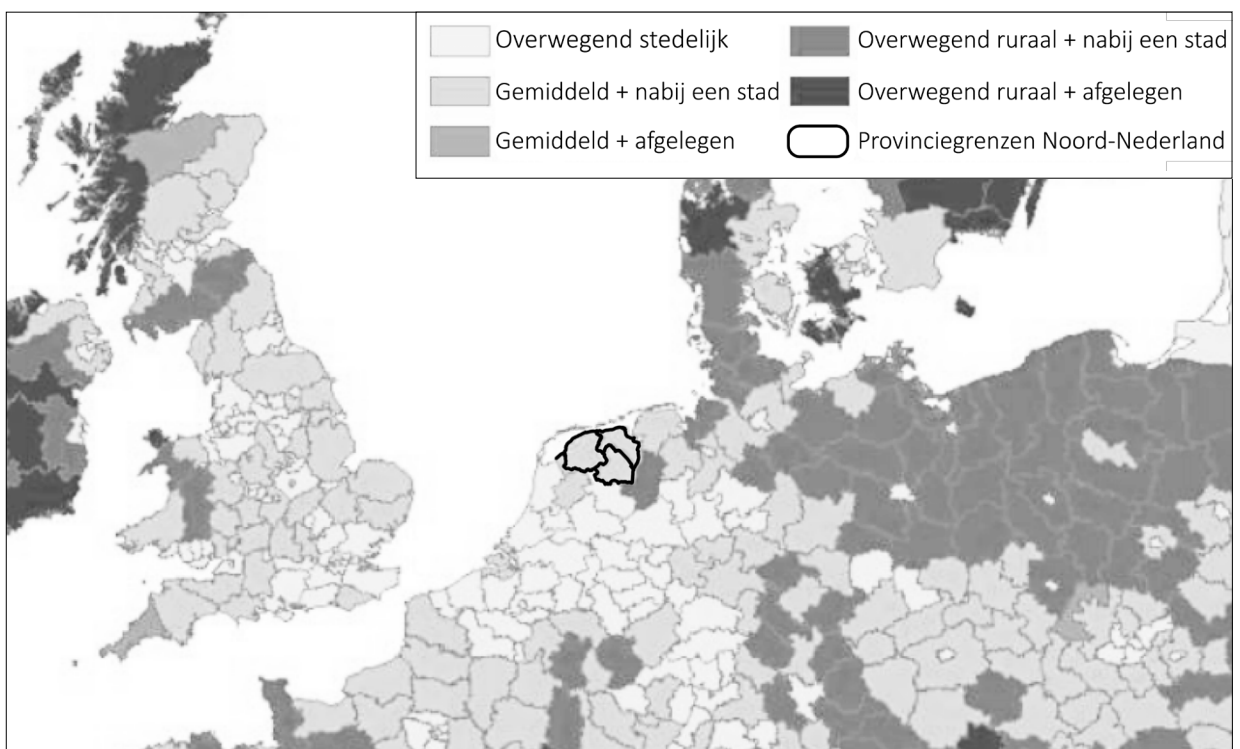 Overwegend stedelijk
Gemiddeld + nabij een stad
Gemiddeld + afgelegen
Overwegend ruraal + nabij een stad
Overwegend ruraal + afgelegen
Provinciegrenzen Noord-Nederland